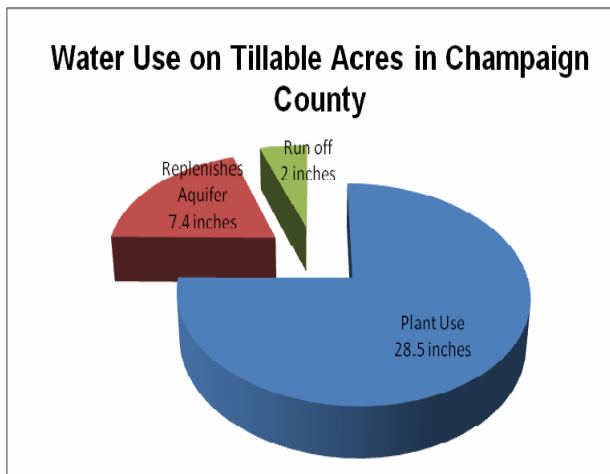 Water Use on Tillable Acres in Champaign
County
Run off
2 inches
Replenishes
Aquifer
7.4 inches
Plant Use
28.5 inches